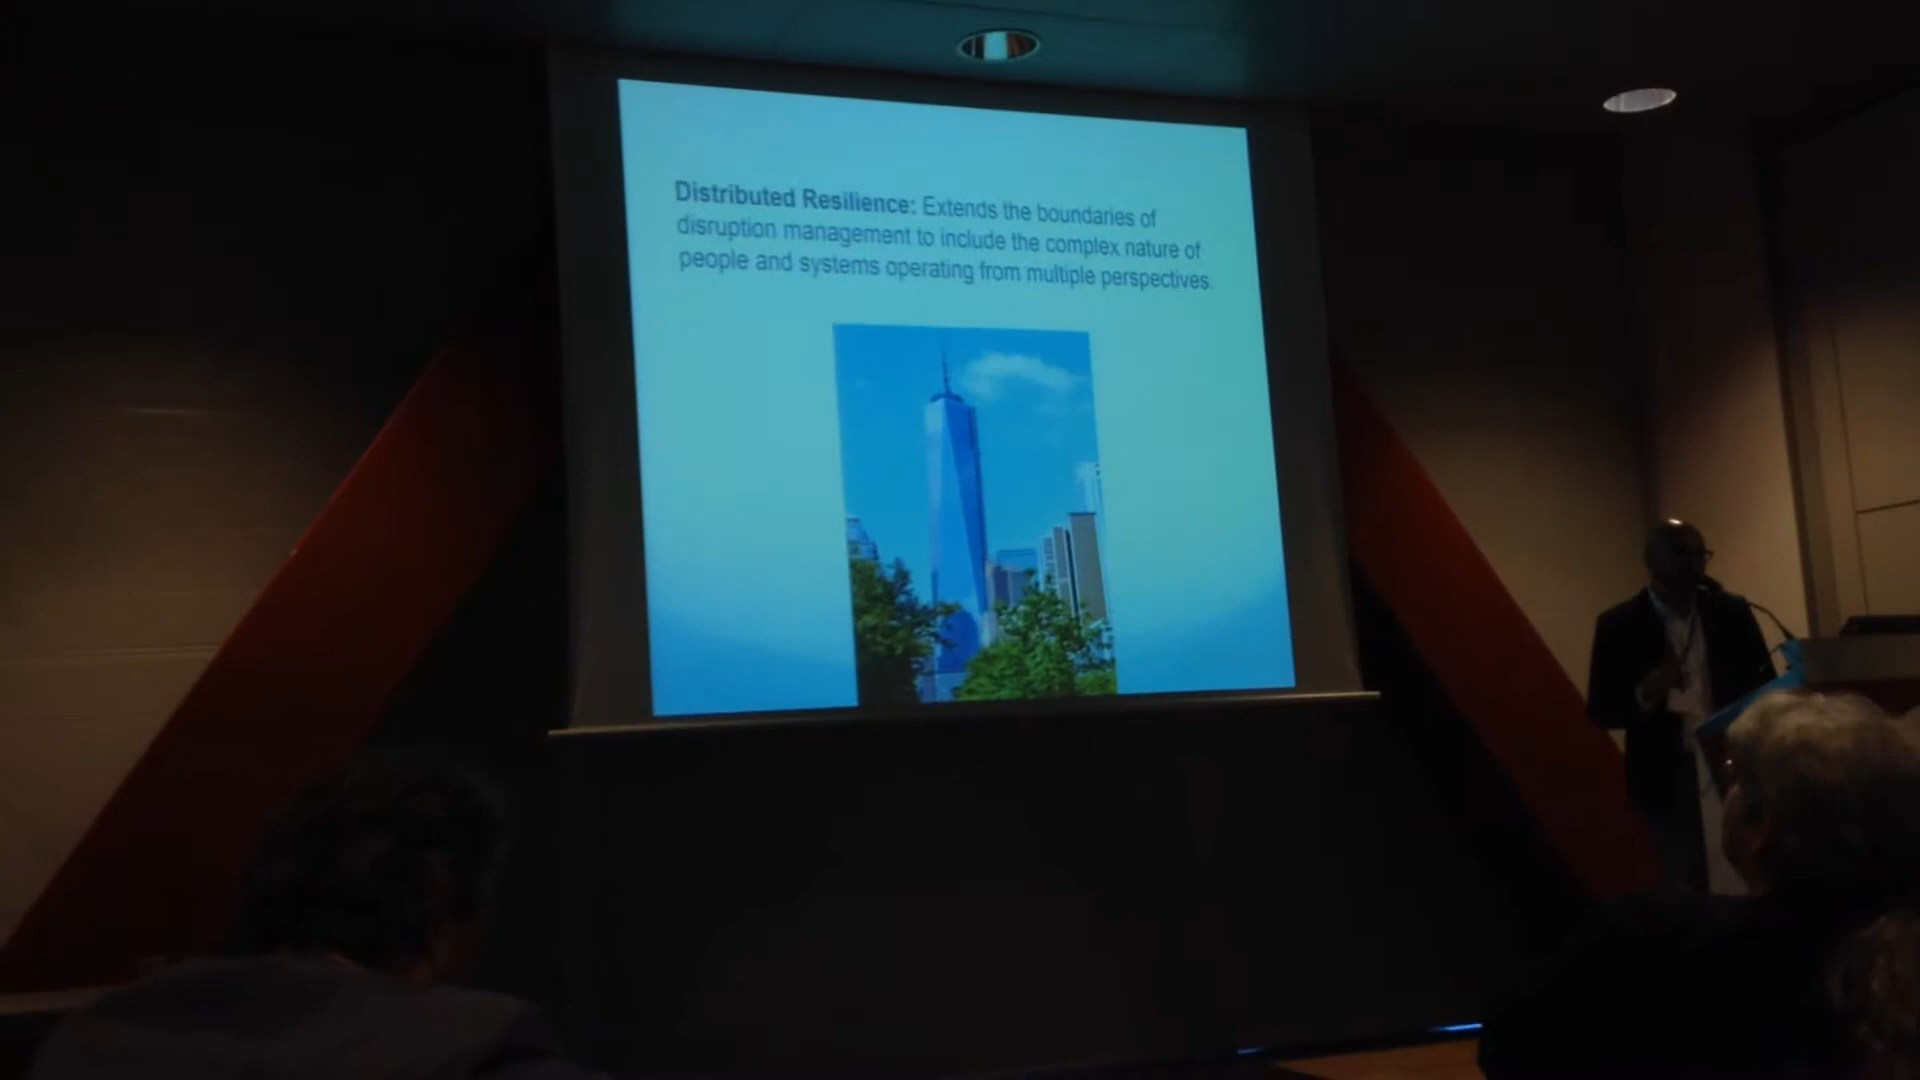 Distributed Resilience: Extends the boundaries of
disruption management to include the complex nature of
people and systems operating from multiple perspectives.